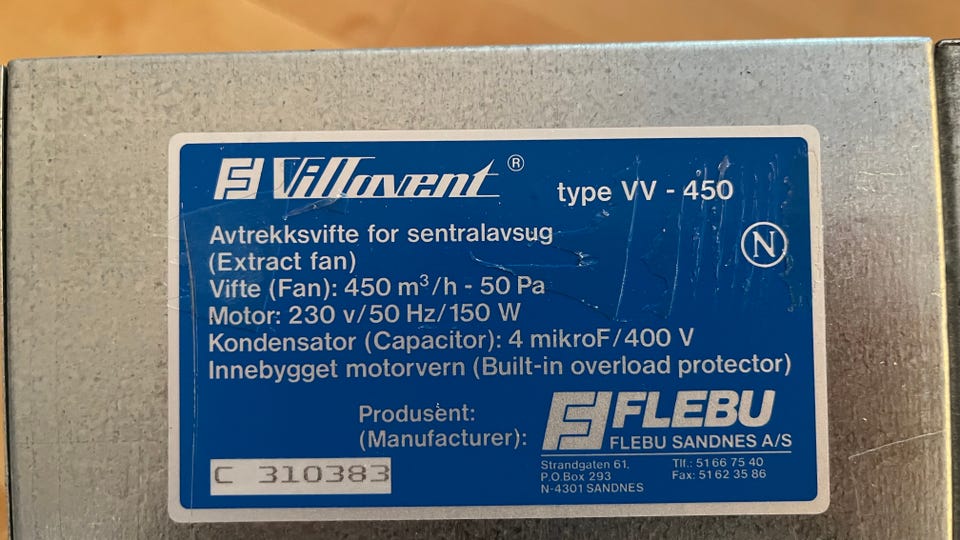 Villavent ®
type VV - 450
Avtrekksvifte for sentralavsug
(Extract fan)
N
Vifte (Fan): 450 m³/h - 50 Pa
Motor: 230 v/50 Hz/150 W
Kondensator (Capacitor): 4 mikroF/400 V
Innebygget motorvern (Built-in overload protector)
Produsent:
(Manufacturer):
FLEBU
FLEBU SANDNES A/S
Strandgaten 61,
P.O.Box 293
N-4301 SANDNES
Tlf.: 51 66 75 40
Fax: 51 62 35 86
C 310383